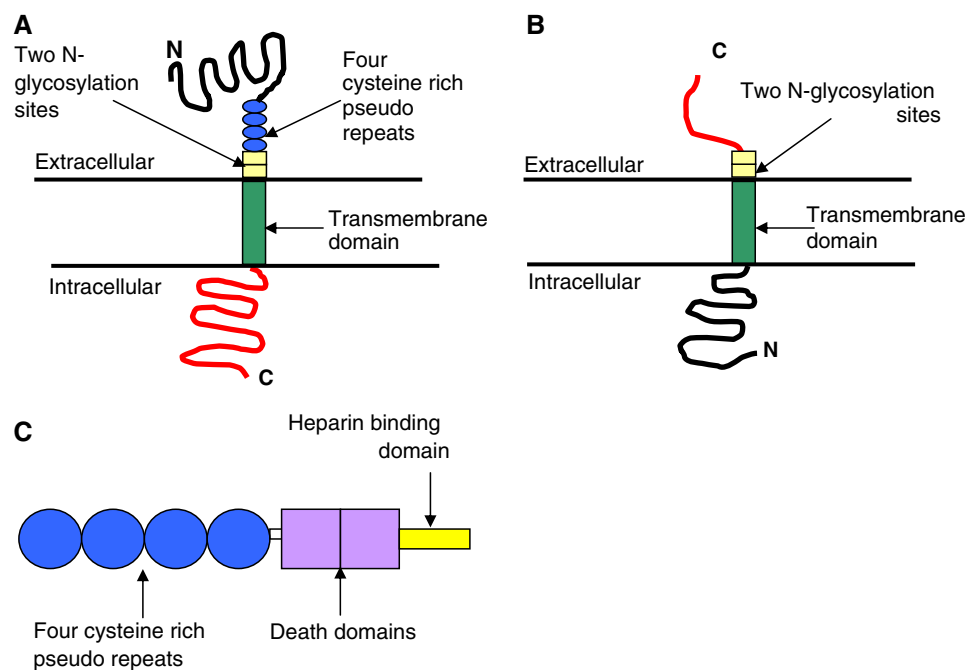 A
N
Two N-
glycosylation
sites
Four
cysteine rich
pseudo
repeats
Extracellular
Transmembrane
domain
Intracellular
C
B
C
Two N-glycosylation
sites
Extracellular
Transmembrane
domain
Intracellular
N
C
Heparin binding
domain
Four cysteine rich
pseudo repeats
Death domains